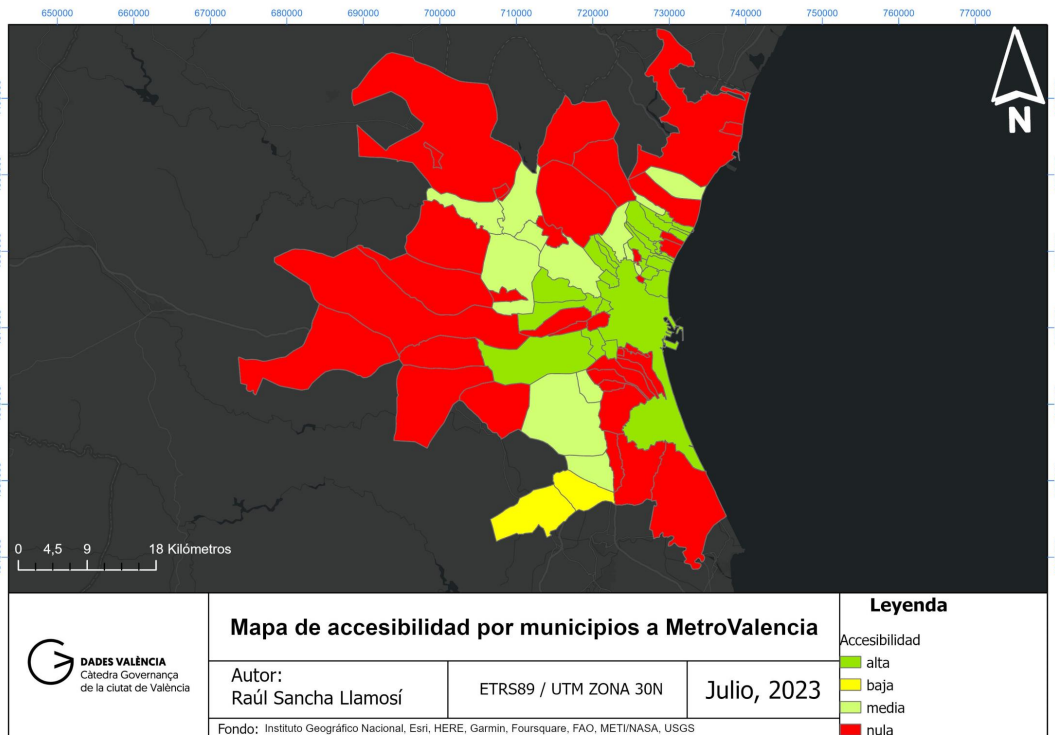 650000 660000 670000 680000 690000 700000 710000 720000 730000 740000 750000 760000 770000
N
0 4,5 9 18 Kilómetros
DADES VALÈNCIA
Càtedra Governança
de la ciutat de València
Mapa de accesibilidad por municipios a MetroValencia
Autor:
Raúl Sancha Llamosí
ETRS89 / UTM ZONA 30N
Julio, 2023
Fondo: Instituto Geográfico Nacional, Esri, HERE, Garmin, Foursquare, FAO, METI/NASA, USGS
Leyenda
Accesibilidad
alta
baja
media
nula